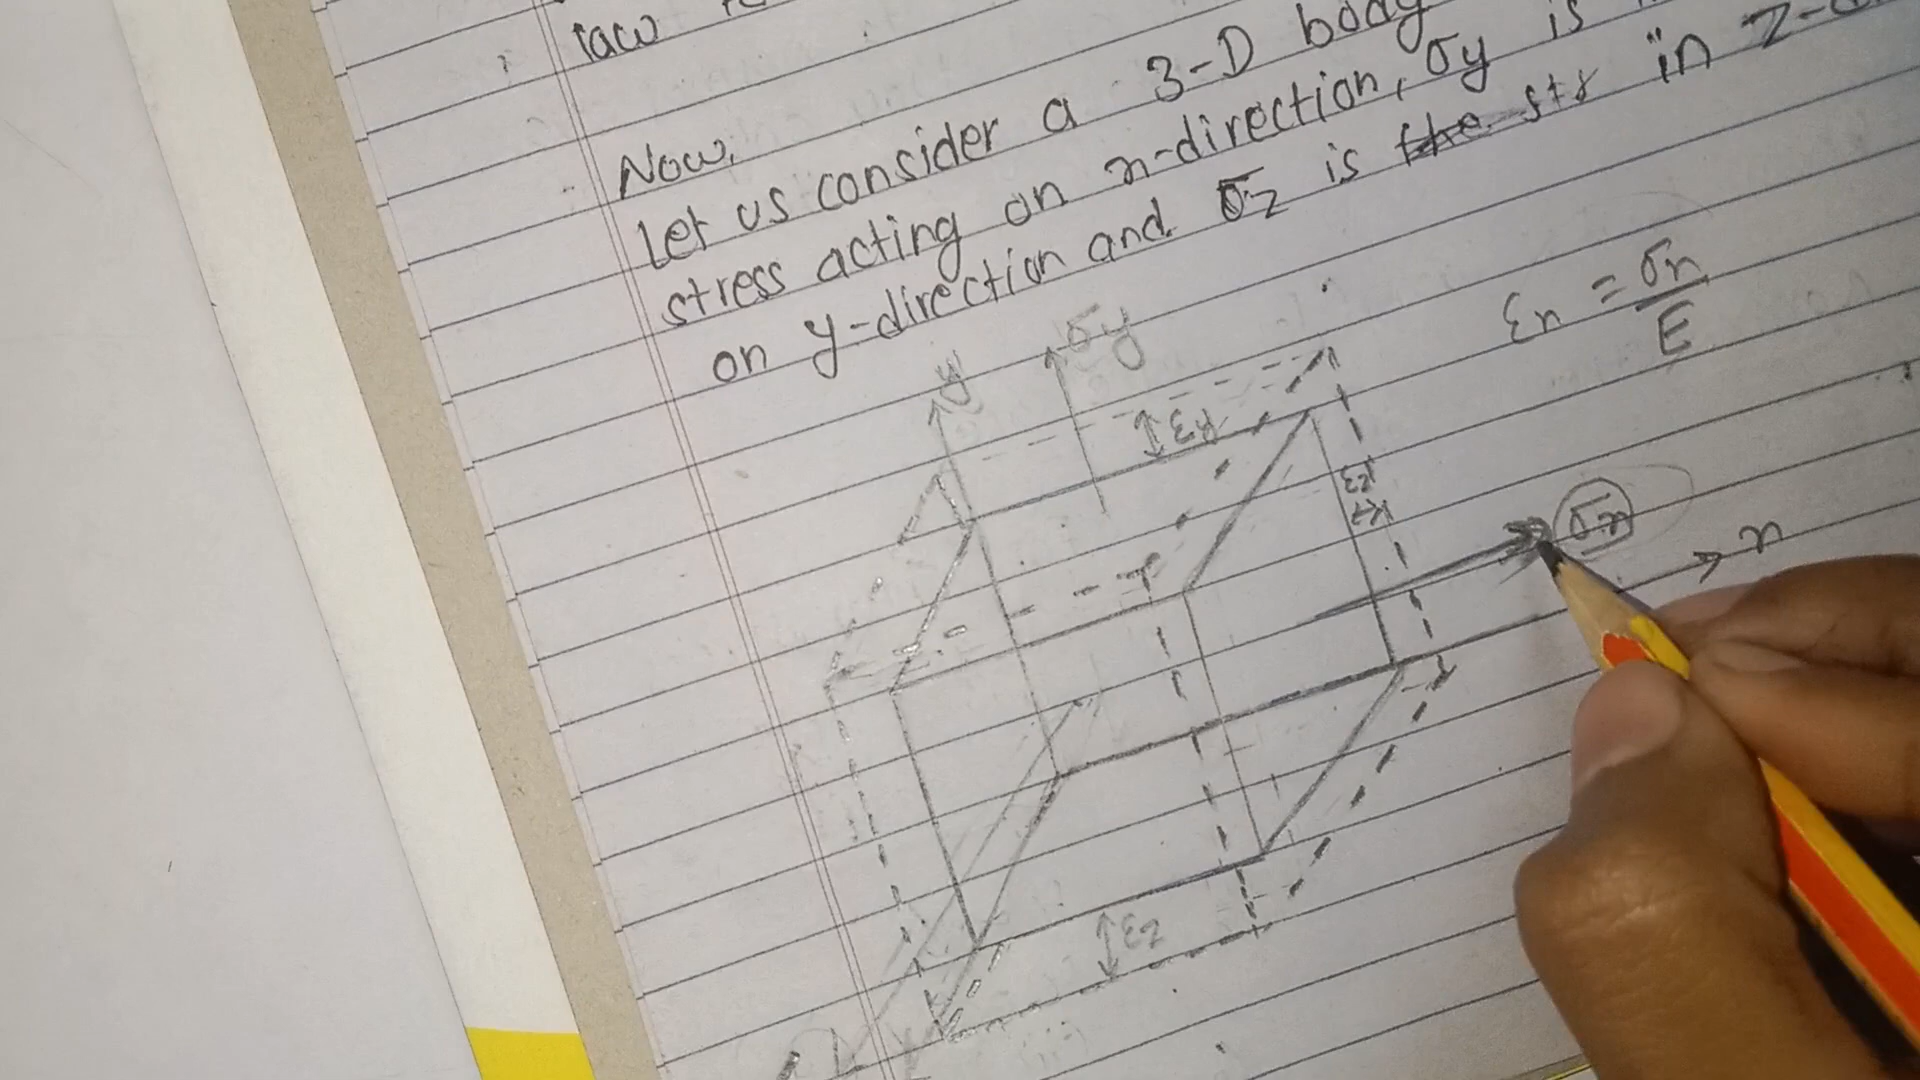 law
Now,
Let us consider a 3-D body
stress acting on x-direction, σy is
on y-direction and σz is the str in z-
εx = σx/E
y
σy
εy
εx
σx
x
εz